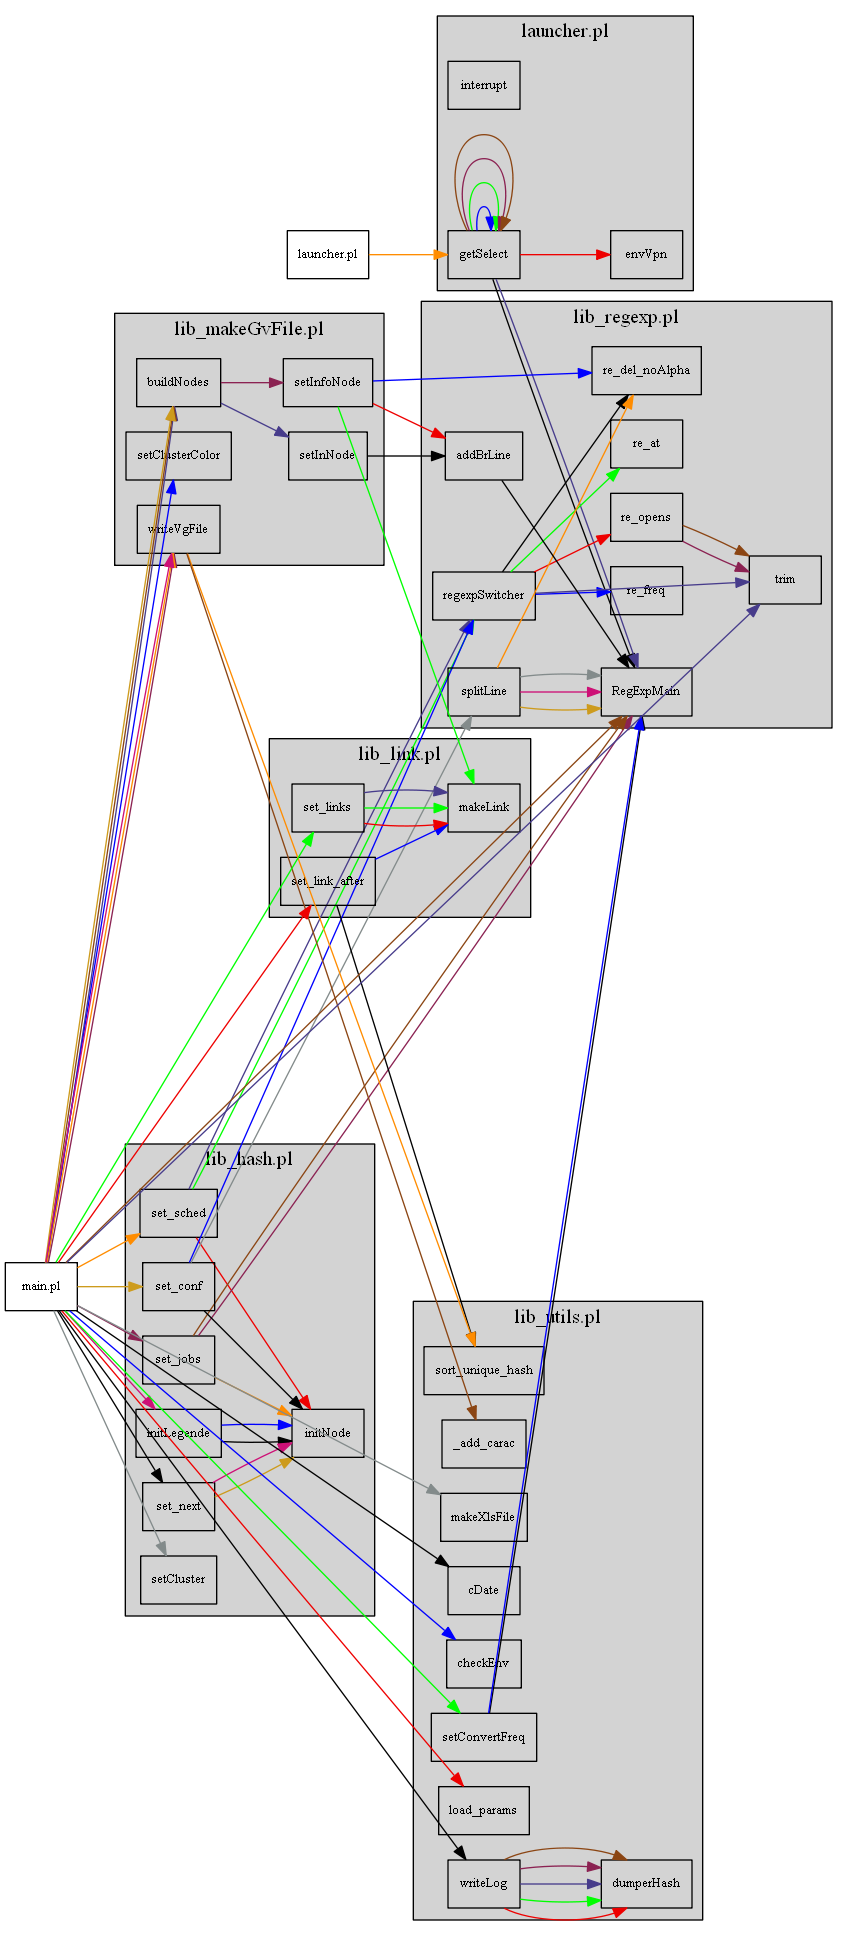 launcher.pl
interrupt
launcher.pl
getSelect
envVpn
lib_makeGvFile.pl
buildNodes
setInfoNode
setClusterColor
setInNode
writeVgFile
lib_regexp.pl
re_del_noAlpha
re_at
addBrLine
re_opens
trim
regexpSwitcher
re_freq
splitLine
RegExpMain
lib_link.pl
set_links
makeLink
set_link_after
lib_hash.pl
set_sched
main.pl
set_conf
set_jobs
initLegende
initNode
set_next
setCluster
lib_utils.pl
sort_unique_hash
_add_carac
makeXlsFile
cDate
checkEnv
setConvertFreq
load_params
writeLog
dumperHash